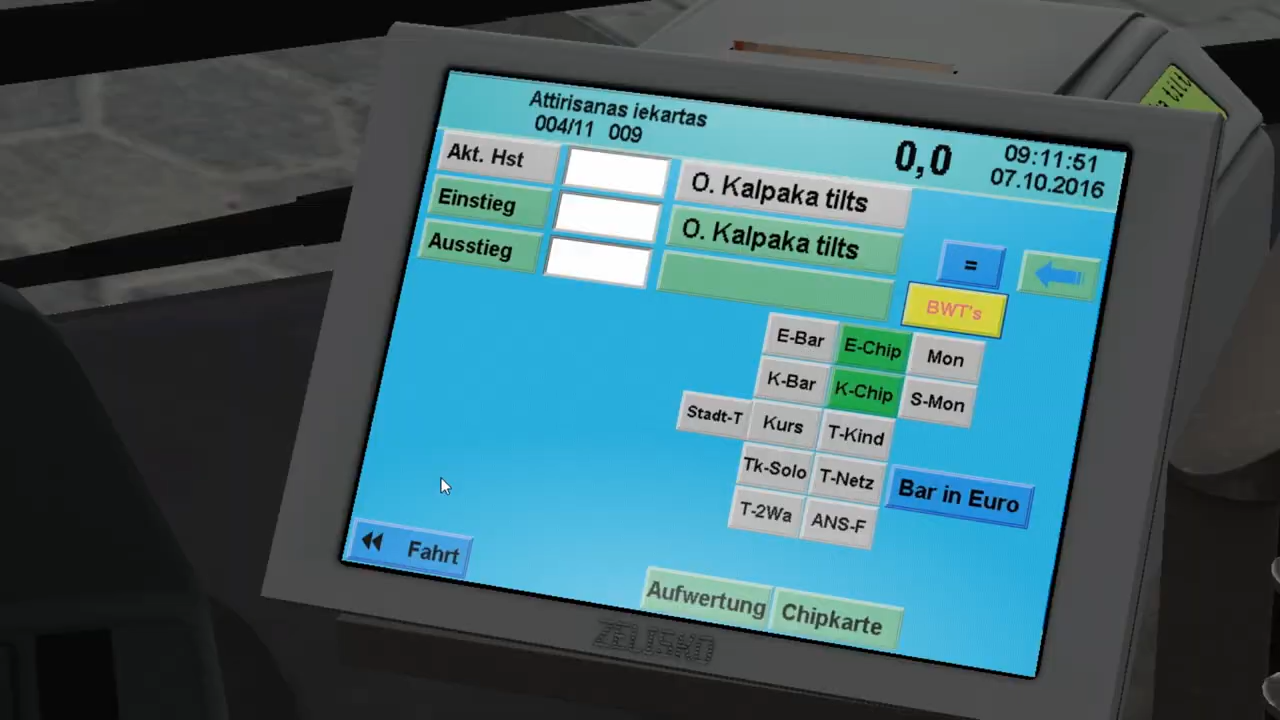 Attirisanas iekartas
004/11 009
0,0
09:11:51
07.10.2016
Akt. Hst
O. Kalpaka tilts
Einstieg
O. Kalpaka tilts
Ausstieg
=
BWT's
E-Bar E-Chip Mon
K-Bar K-Chip S-Mon
Stadt-T Kurs T-Kind
Tk-Solo T-Netz
Bar in Euro
T-2Wa ANS-F
Fahrt
Aufwertung Chipkarte
ZELISKO